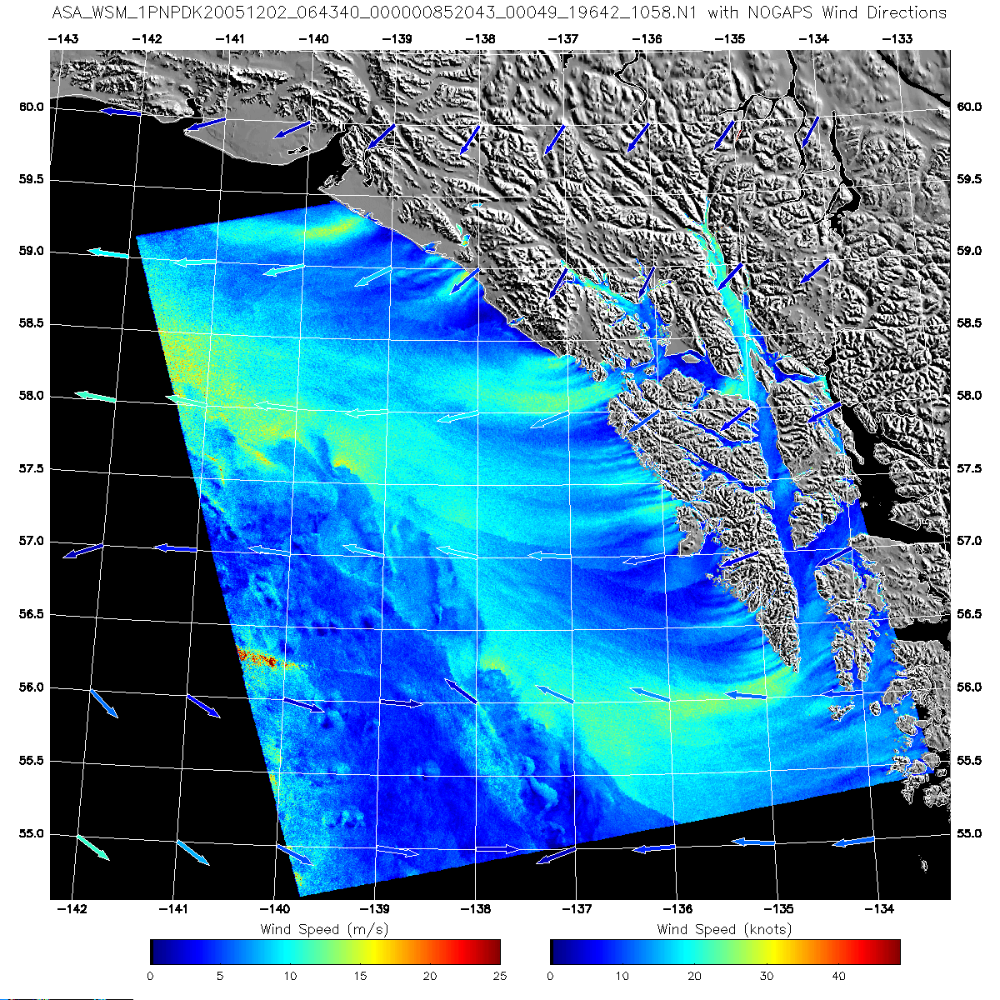 ASA_WSM_1PNPDK20051202_064340_000000852043_00049_19642_1058.N1 with NOGAPS Wind Directions
-143 -142 -141 -140 -139 -138 -137 -136 -135 -134 -133
60.0 60.0
59.5 59.5
59.0 59.0
58.5 58.5
58.0 58.0
57.5 57.5
57.0 57.0
56.5 56.5
56.0 56.0
55.5 55.5
55.0 55.0
-142 -141 -140 -139 -138 -137 -136 -135 -134
Wind Speed (m/s) Wind Speed (knots)
0 5 10 15 20 25 0 10 20 30 40